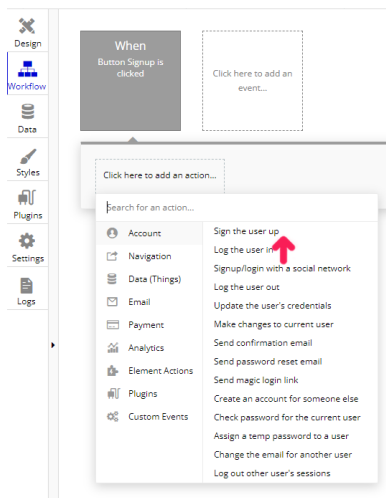 Design
Workflow
Data
Styles
Plugins
Settings
Logs
When
Button Signup is
clicked
Click here to add an
event...
Click here to add an action...
Search for an action...
Account
Navigation
Data (Things)
Email
Payment
Analytics
Element Actions
Plugins
Custom Events
Sign the user up
Log the user in
Signup/login with a social network
Log the user out
Update the user's credentials
Make changes to current user
Send confirmation email
Send password reset email
Send magic login link
Create an account for someone else
Check password for the current user
Assign a temp password to a user
Change the email for another user
Log out other user's sessions